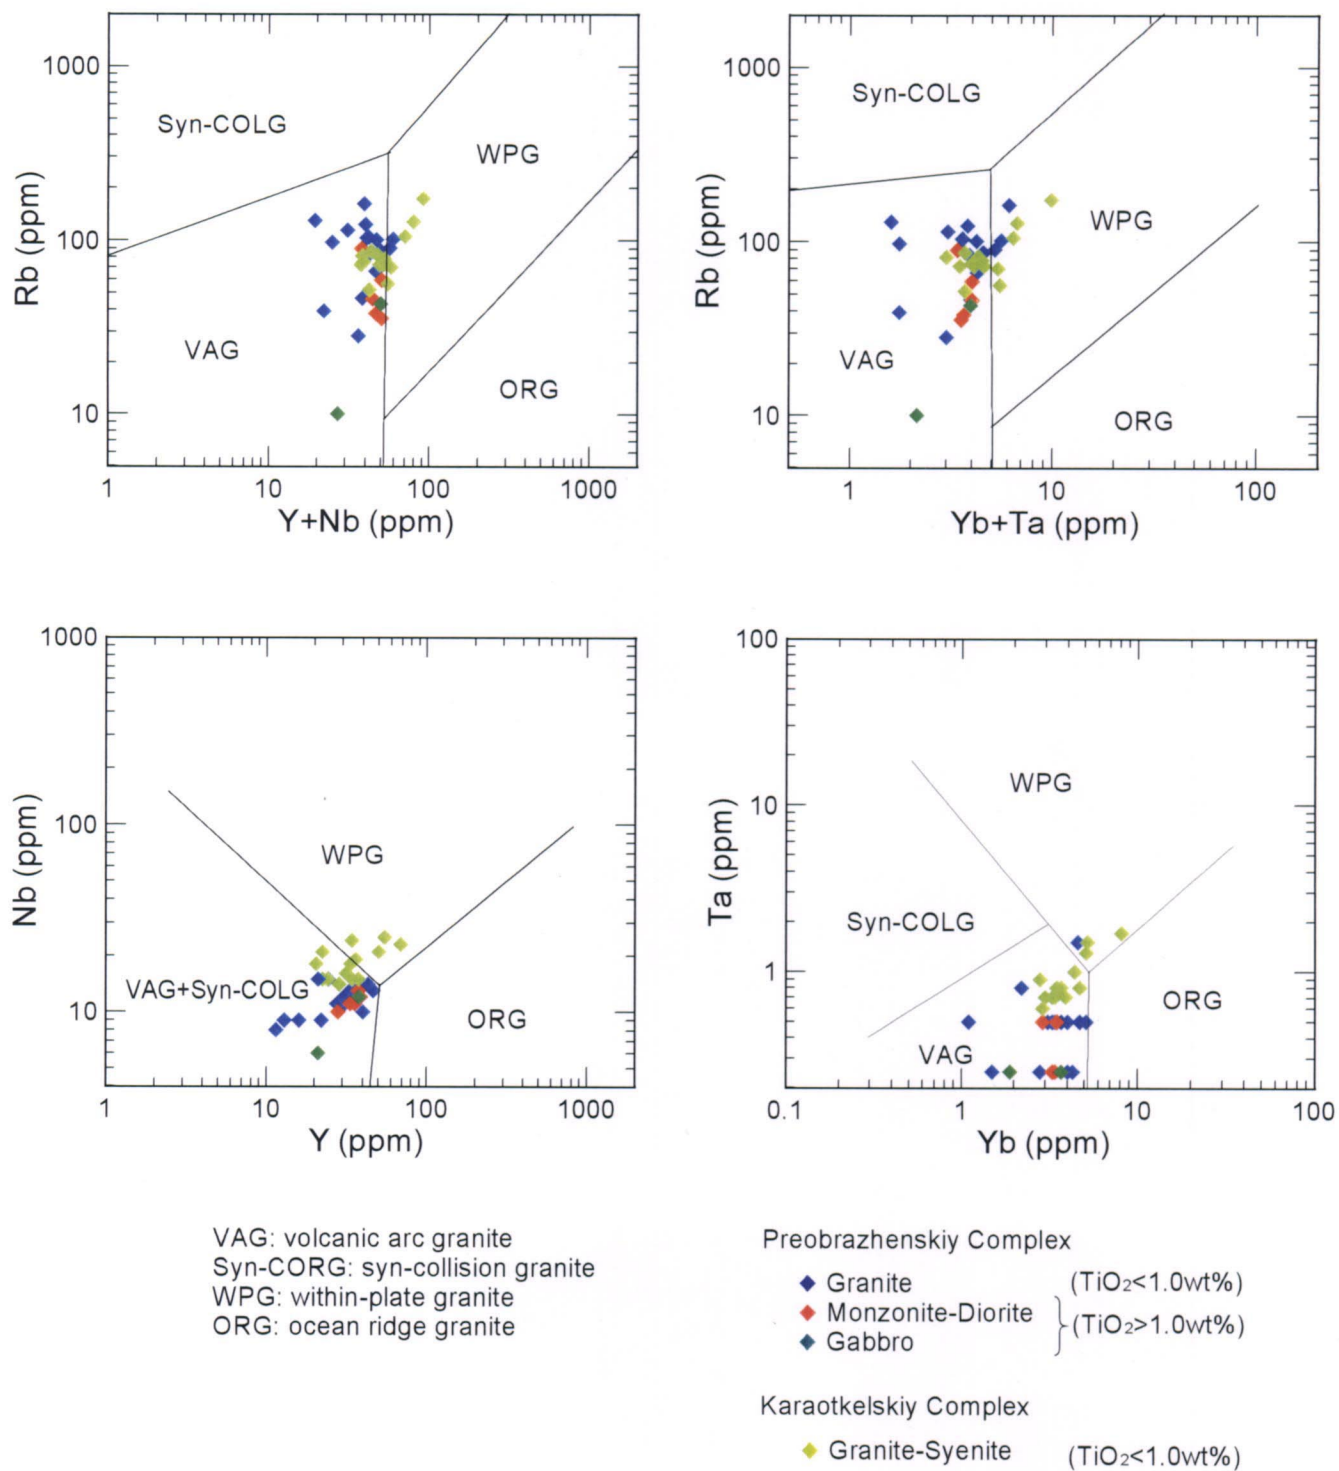 1000
100
10
Rb (ppm)
Syn-COLG
WPG
VAG
ORG
1 10 100 1000
Y+Nb (ppm)
1000
100
10
Rb (ppm)
Syn-COLG
WPG
VAG
ORG
1 10 100
Yb+Ta (ppm)
1000
100
10
Nb (ppm)
WPG
VAG+Syn-COLG
ORG
1 10 100 1000
Y (ppm)
100
10
1
Ta (ppm)
WPG
Syn-COLG
ORG
VAG
0.1 1 10 100
Yb (ppm)
VAG: volcanic arc granite
Syn-CORG: syn-collision granite
WPG: within-plate granite
ORG: ocean ridge granite
Preobrazhenskiy Complex
Granite (TiO2<1.0wt%)
Monzonite-Diorite
(TiO2>1.0wt%)
Gabbro
Karaotkelskiy Complex
Granite-Syenite (TiO2<1.0wt%)